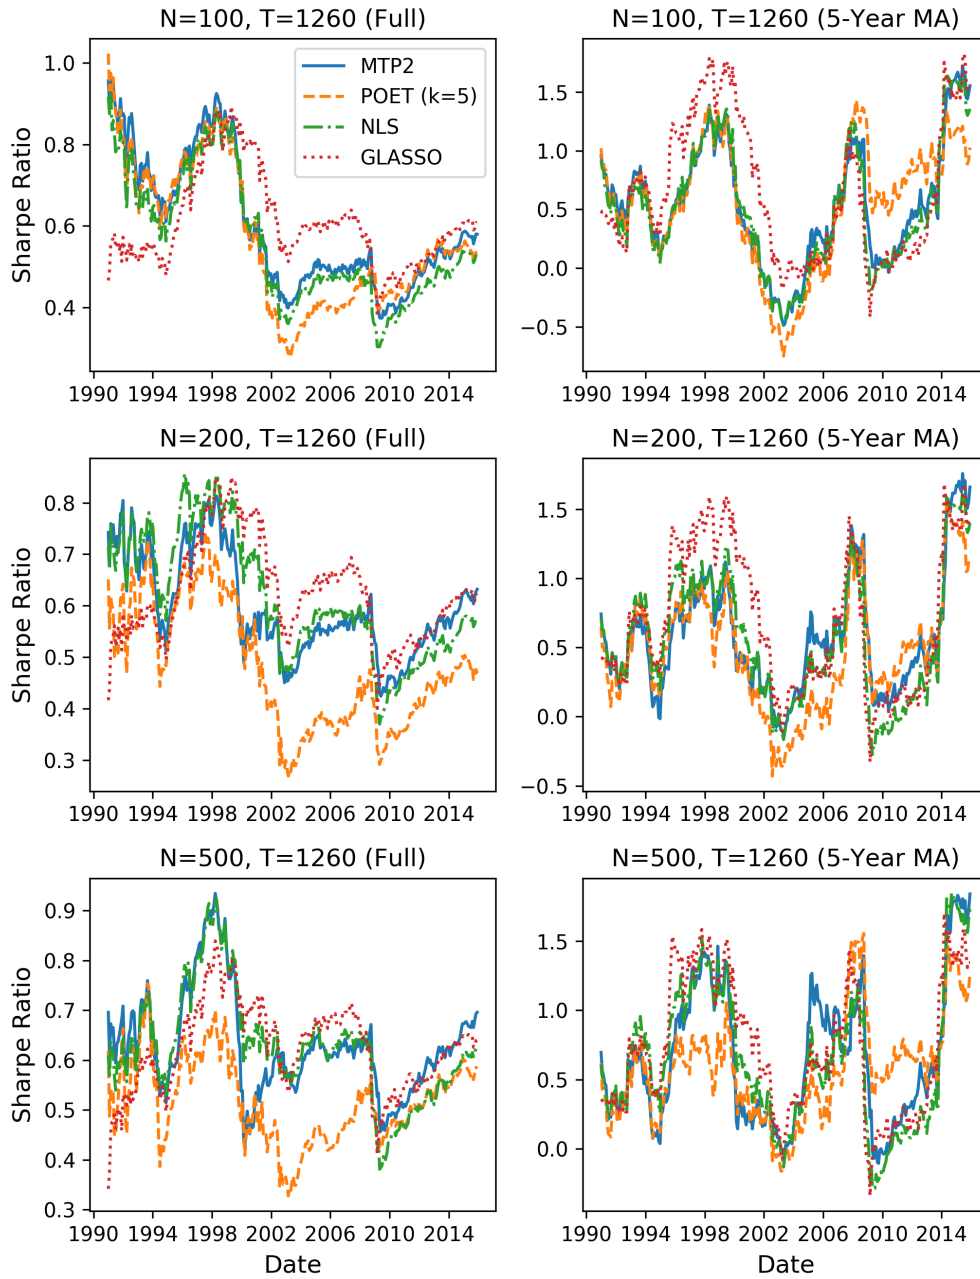 N=100, T=1260 (Full)
N=100, T=1260 (5-Year MA)
Sharpe Ratio
1.0
0.8
0.6
0.4
MTP2
POET (k=5)
NLS
GLASSO
1990 1994 1998 2002 2006 2010 2014
1.5
1.0
0.5
0.0
−0.5
1990 1994 1998 2002 2006 2010 2014
N=200, T=1260 (Full)
N=200, T=1260 (5-Year MA)
Sharpe Ratio
0.8
0.7
0.6
0.5
0.4
0.3
1990 1994 1998 2002 2006 2010 2014
1.5
1.0
0.5
0.0
−0.5
1990 1994 1998 2002 2006 2010 2014
N=500, T=1260 (Full)
N=500, T=1260 (5-Year MA)
Sharpe Ratio
0.9
0.8
0.7
0.6
0.5
0.4
0.3
1990 1994 1998 2002 2006 2010 2014
Date
1.5
1.0
0.5
0.0
1990 1994 1998 2002 2006 2010 2014
Date